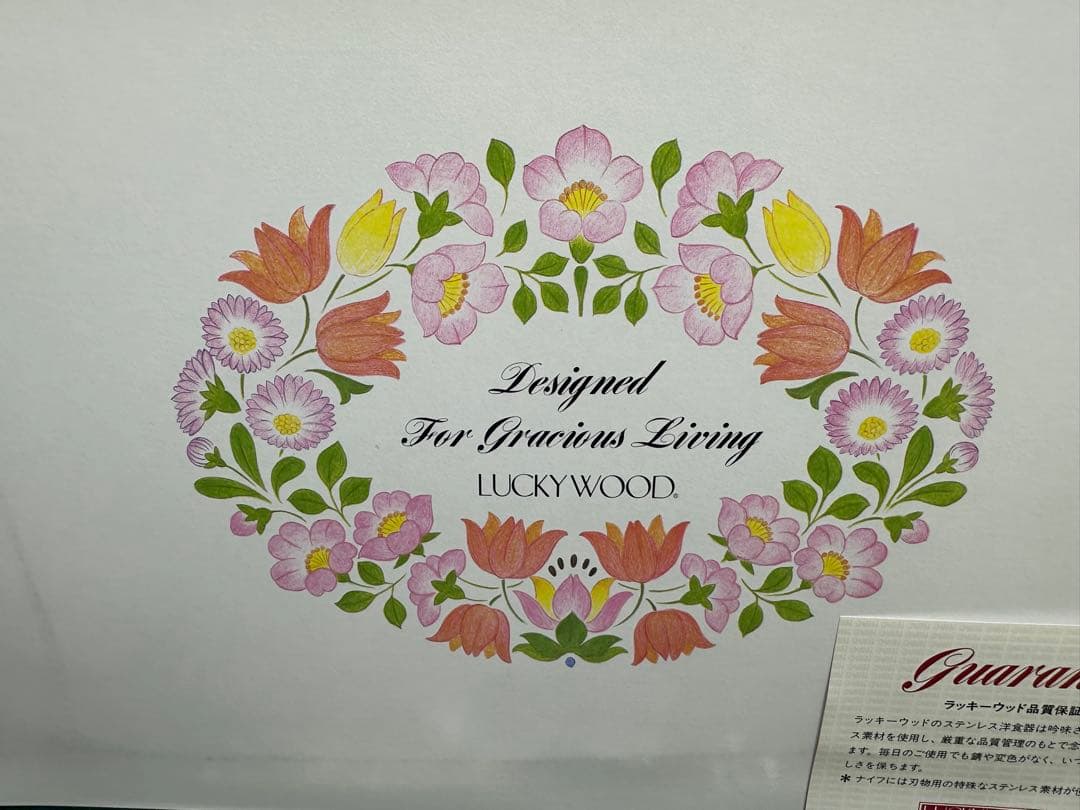 Designed
For Gracious Living
LUCKYWOOD®
ラッキーウッド品質保証
ラッキーウッドのステンレス洋食器は吟味さ
ス素材を使用し、厳重な品質管理のもとで念
ます。毎日のご使用でも錆や変色がなく、いつ
しさを保ちます。
* ナイフには刃物用の特殊なステンレス素材が使